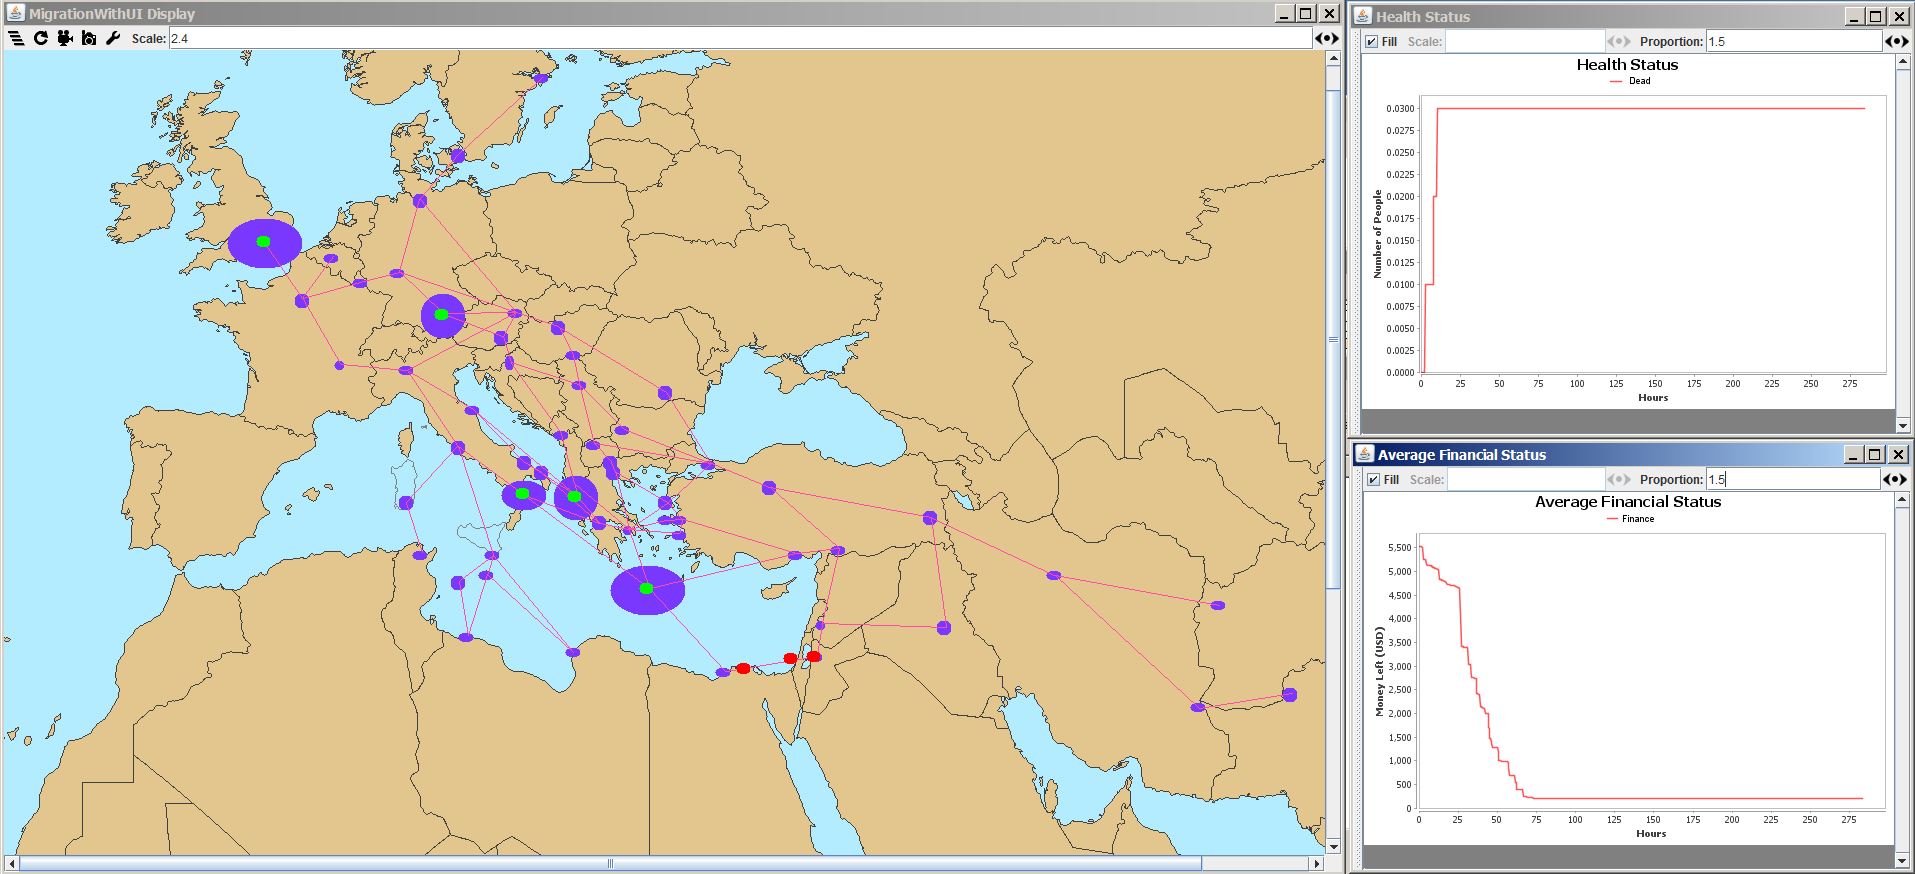 MigrationWithUI Display
Scale: 2.4
Health Status
Fill Scale: Proportion: 1.5
Health Status
Dead
0.0300
0.0275
0.0250
0.0225
0.0200
0.0175
0.0150
0.0125
0.0100
0.0075
0.0050
0.0025
0.0000
Number of People
0 25 50 75 100 125 150 175 200 225 250 275
Hours
Average Financial Status
Fill Scale: Proportion: 1.5
Average Financial Status
Finance
5,500
5,000
4,500
4,000
3,500
3,000
2,500
2,000
1,500
1,000
500
0
Money Left (USD)
0 25 50 75 100 125 150 175 200 225 250 275
Hours